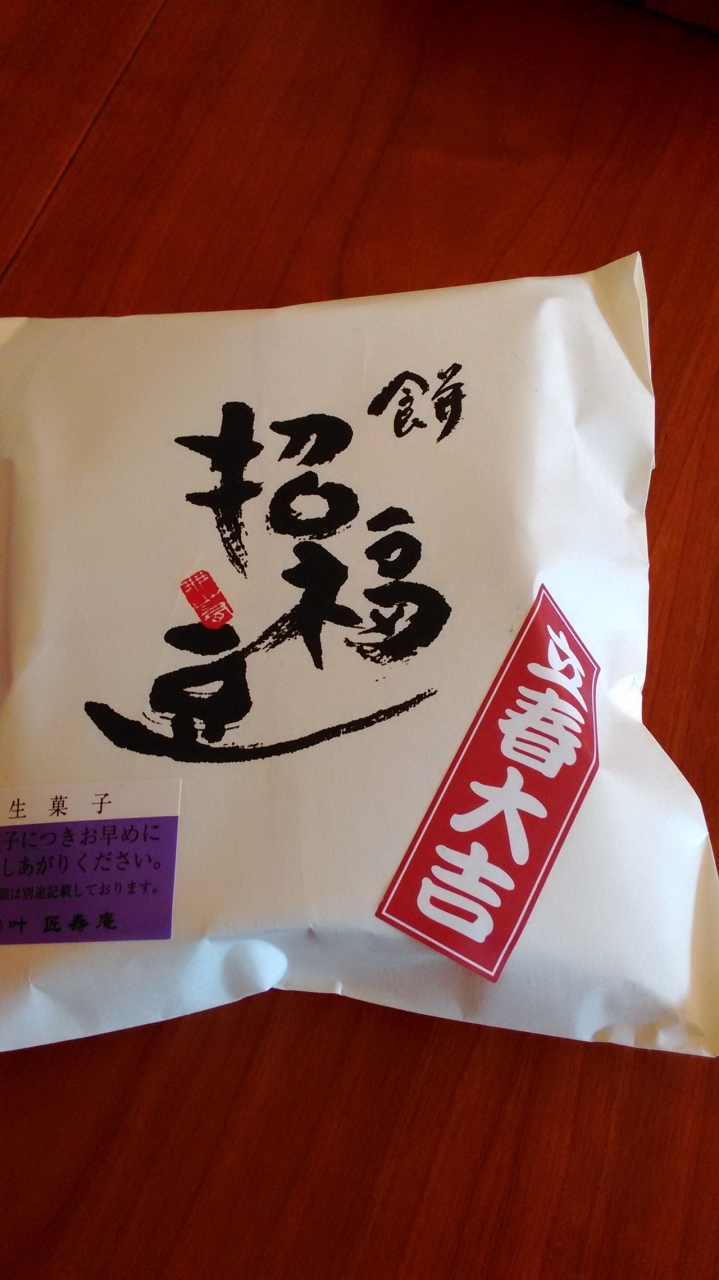 餅
招
福
豆
立春大吉
生菓子
子につきお早めに
しあがりください。
限は別途記載しております。
叶 匠壽庵